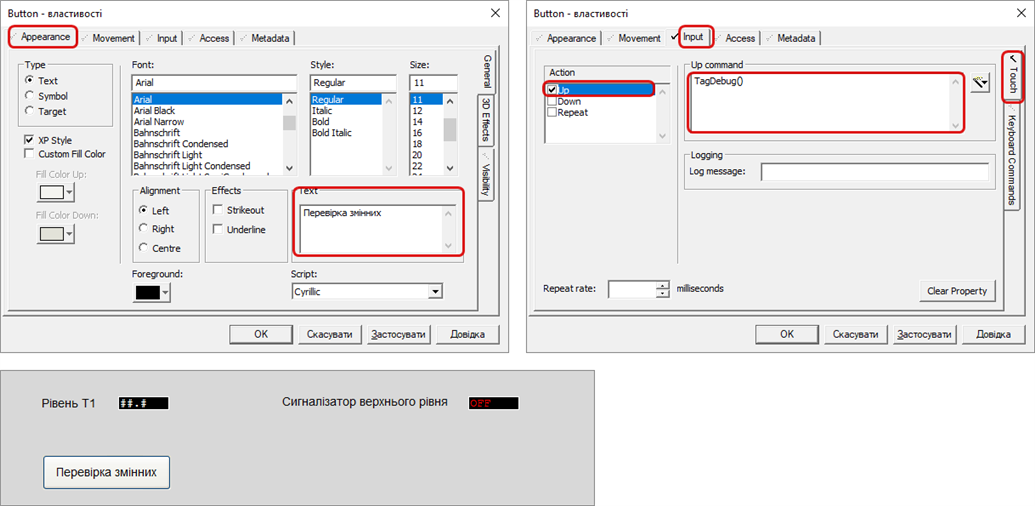 Button - властивості
Appearance
Movement
Input
Access
Metadata
Type
Text
Symbol
Target
XP Style
Custom Fill Color
Fill Color Up:
Fill Color Down:
Font:
Arial
Arial
Arial Black
Arial Narrow
Bahnschrift
Bahnschrift Condensed
Bahnschrift Light
Bahnschrift Light Condensed
Style:
Regular
Regular
Italic
Bold
Bold Italic
Size:
11
11
12
14
16
18
20
22
Alignment
Left
Right
Centre
Effects
Strikeout
Underline
Text
Перевірка змінних
Foreground:
Script:
Cyrillic
General
3D Effects
Visibility
OK
Скасувати
Застосувати
Довідка
Button - властивості
Appearance
Movement
Input
Access
Metadata
Action
Up
Down
Repeat
Up command
TagDebug()
Logging
Log message:
Repeat rate:
milliseconds
Clear Property
Touch
Keyboard Commands
OK
Скасувати
Застосувати
Довідка
Рівень Т1
##.#
Сигналізатор верхнього рівня
OFF
Перевірка змінних